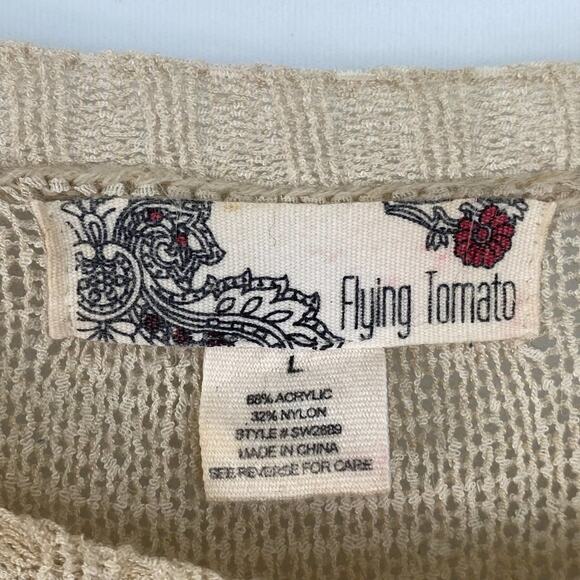 Flying Tomato
L
68% ACRYLIC
32% NYLON
STYLE # SW2889
MADE IN CHINA
SEE REVERSE FOR CARE